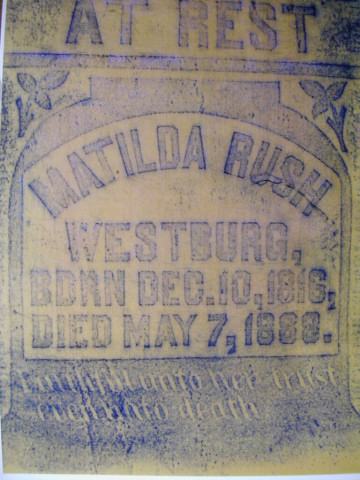 AT REST
MATILDA RUSH
WESTBURG,
BORN DEC. 10, 1816,
DIED MAY 7, 1888.
Faithful unto her trust
even unto death